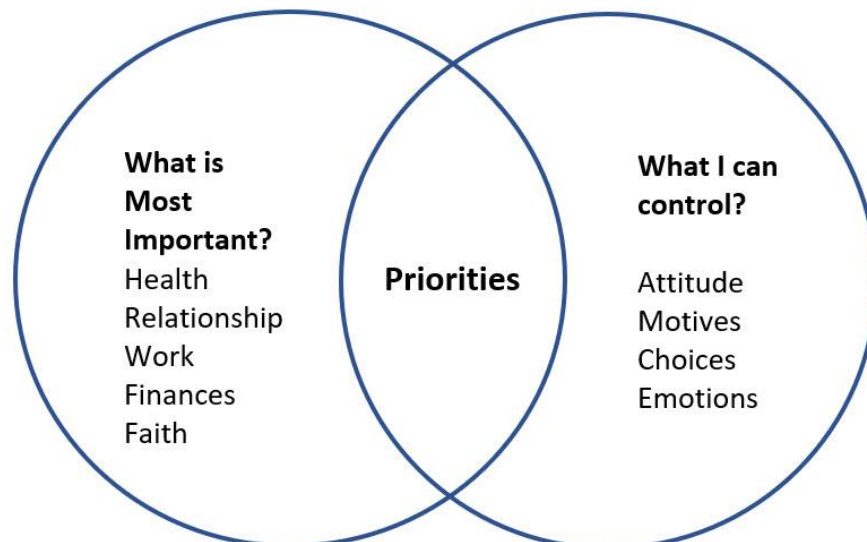 What is
Most
Important?
Health
Relationship
Work
Finances
Faith
Priorities
What I can
control?
Attitude
Motives
Choices
Emotions